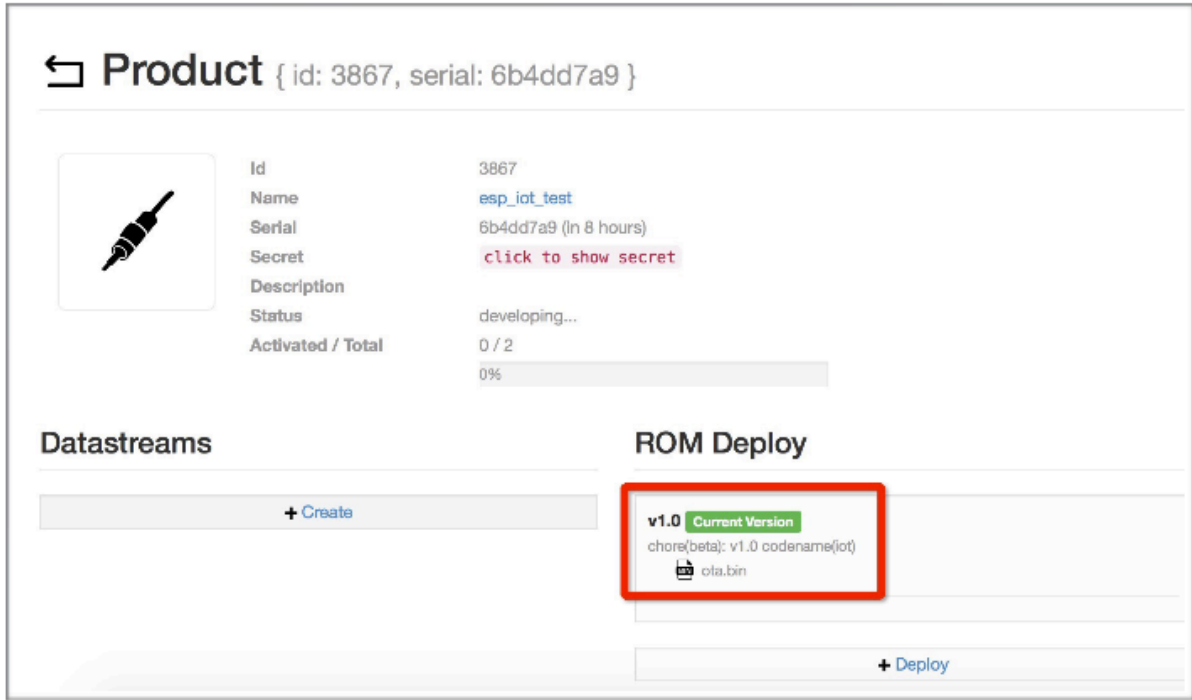 Product { id: 3867, serial: 6b4dd7a9 }
Id 3867
Name esp_iot_test
Serial 6b4dd7a9 (in 8 hours)
Secret click to show secret
Description
Status developing...
Activated / Total 0 / 2
0%
Datastreams
+ Create
ROM Deploy
v1.0 Current Version
chore(beta): v1.0 codename(iot)
ota.bin
+ Deploy